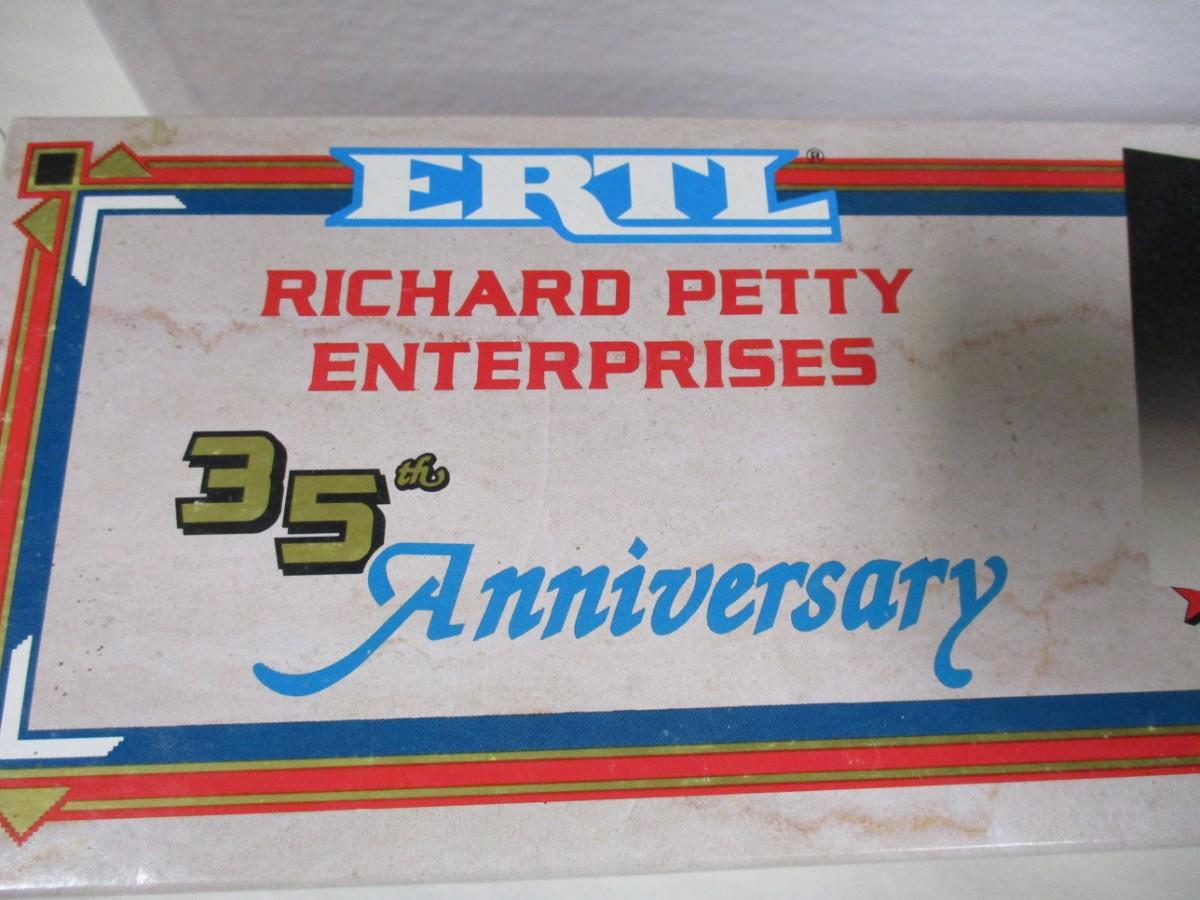 ERTL®
RICHARD PETTY
ENTERPRISES
35th
Anniversary